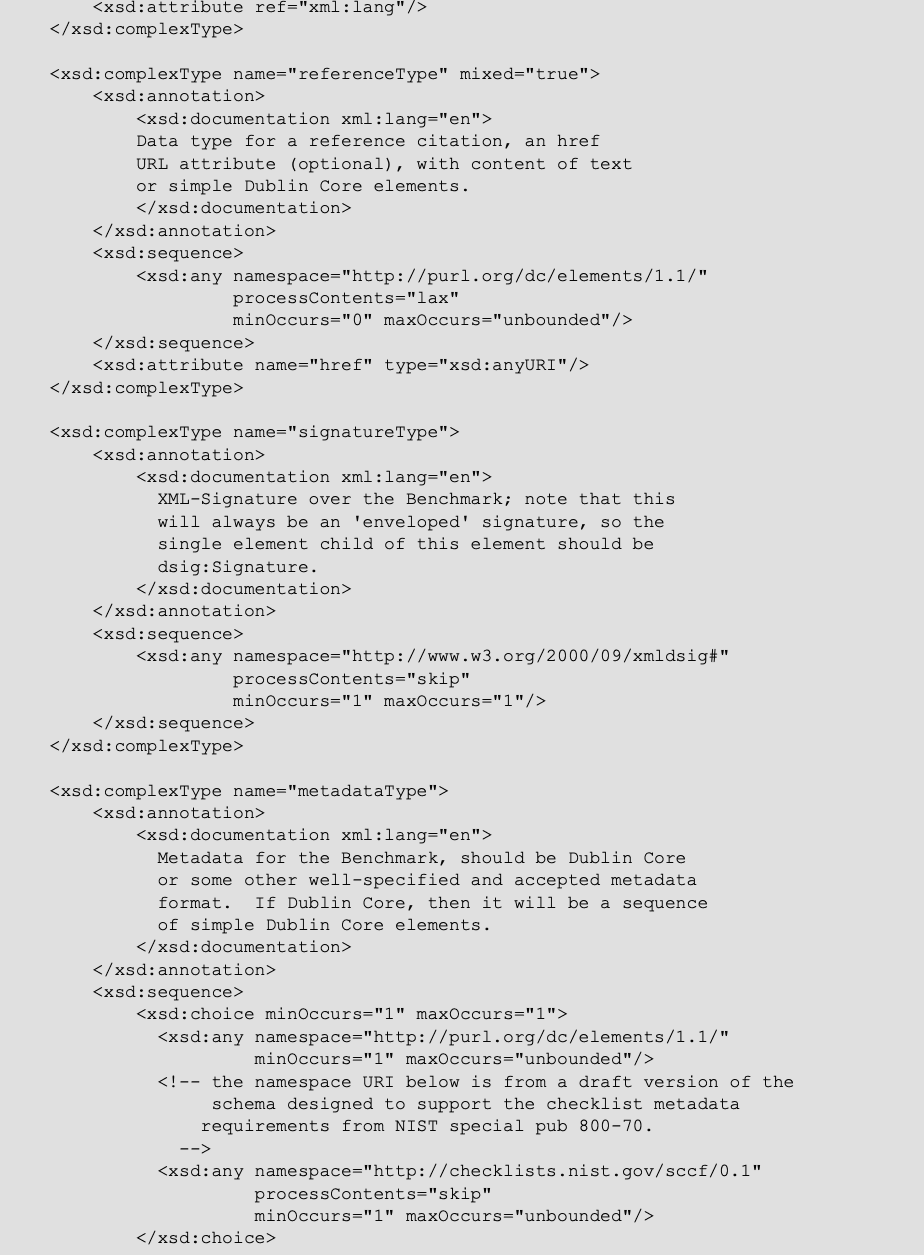 <xsd:attribute ref="xml:lang"/>
    </xsd:complexType>

    <xsd:complexType name="referenceType" mixed="true">
        <xsd:annotation>
            <xsd:documentation xml:lang="en">
            Data type for a reference citation, an href
            URL attribute (optional), with content of text
            or simple Dublin Core elements.
            </xsd:documentation>
        </xsd:annotation>
        <xsd:sequence>
            <xsd:any namespace="http://purl.org/dc/elements/1.1/"
                     processContents="lax"
                     minOccurs="0" maxOccurs="unbounded"/>
        </xsd:sequence>
        <xsd:attribute name="href" type="xsd:anyURI"/>
    </xsd:complexType>

    <xsd:complexType name="signatureType">
        <xsd:annotation>
            <xsd:documentation xml:lang="en">
              XML-Signature over the Benchmark; note that this
              will always be an 'enveloped' signature, so the
              single element child of this element should be
              dsig:Signature.
            </xsd:documentation>
        </xsd:annotation>
        <xsd:sequence>
            <xsd:any namespace="http://www.w3.org/2000/09/xmldsig#"
                     processContents="skip"
                     minOccurs="1" maxOccurs="1"/>
        </xsd:sequence>
    </xsd:complexType>

    <xsd:complexType name="metadataType">
        <xsd:annotation>
            <xsd:documentation xml:lang="en">
              Metadata for the Benchmark, should be Dublin Core
              or some other well-specified and accepted metadata
              format.  If Dublin Core, then it will be a sequence
              of simple Dublin Core elements.
            </xsd:documentation>
        </xsd:annotation>
        <xsd:sequence>
            <xsd:choice minOccurs="1" maxOccurs="1">
              <xsd:any namespace="http://purl.org/dc/elements/1.1/"
                       minOccurs="1" maxOccurs="unbounded"/>
              <!-- the namespace URI below is from a draft version of the
                   schema designed to support the checklist metadata
                  requirements from NIST special pub 800-70.
                -->
              <xsd:any namespace="http://checklists.nist.gov/sccf/0.1"
                       processContents="skip"
                       minOccurs="1" maxOccurs="unbounded"/>
            </xsd:choice>